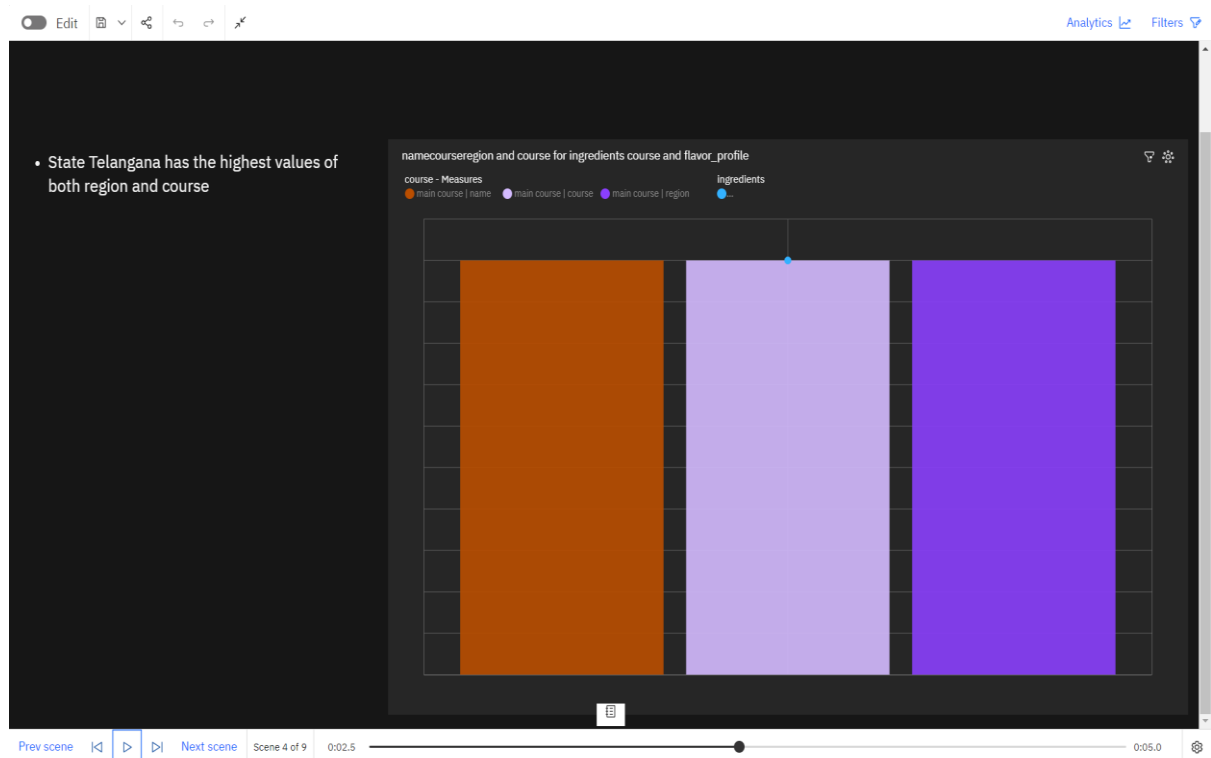 Edit
Analytics
Filters
• State Telangana has the highest values of
both region and course
namecourseregion and course for ingredients course and flavor_profile
course - Measures
ingredients
main course | name main course | course main course | region
...
Prev scene
Next scene
Scene 4 of 9
0:02.5
0:05.0